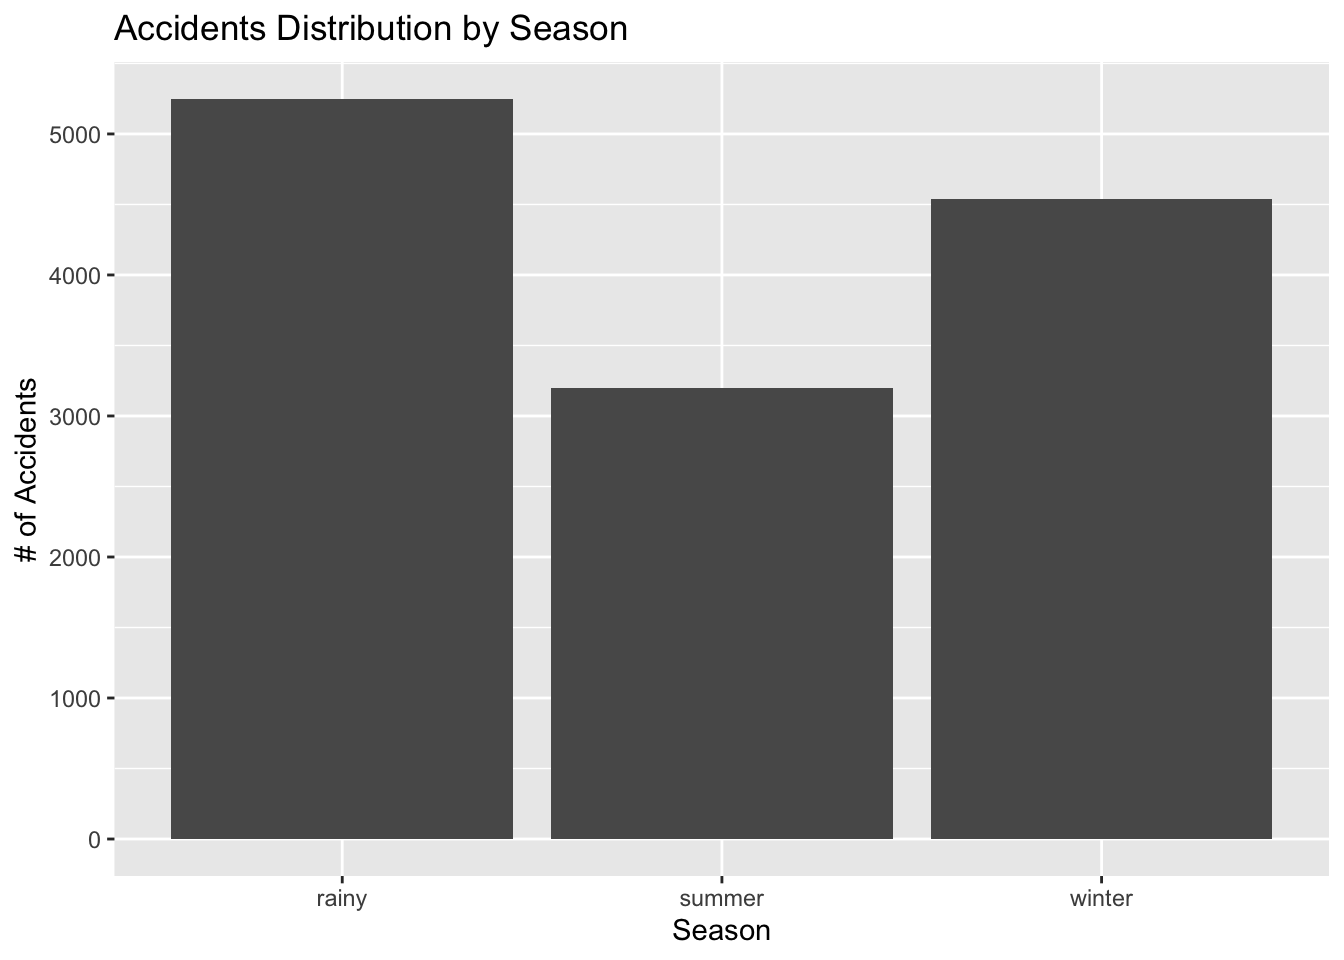 Accidents Distribution by Season
# of Accidents
5000
4000
3000
2000
1000
0
rainy
summer
winter
Season